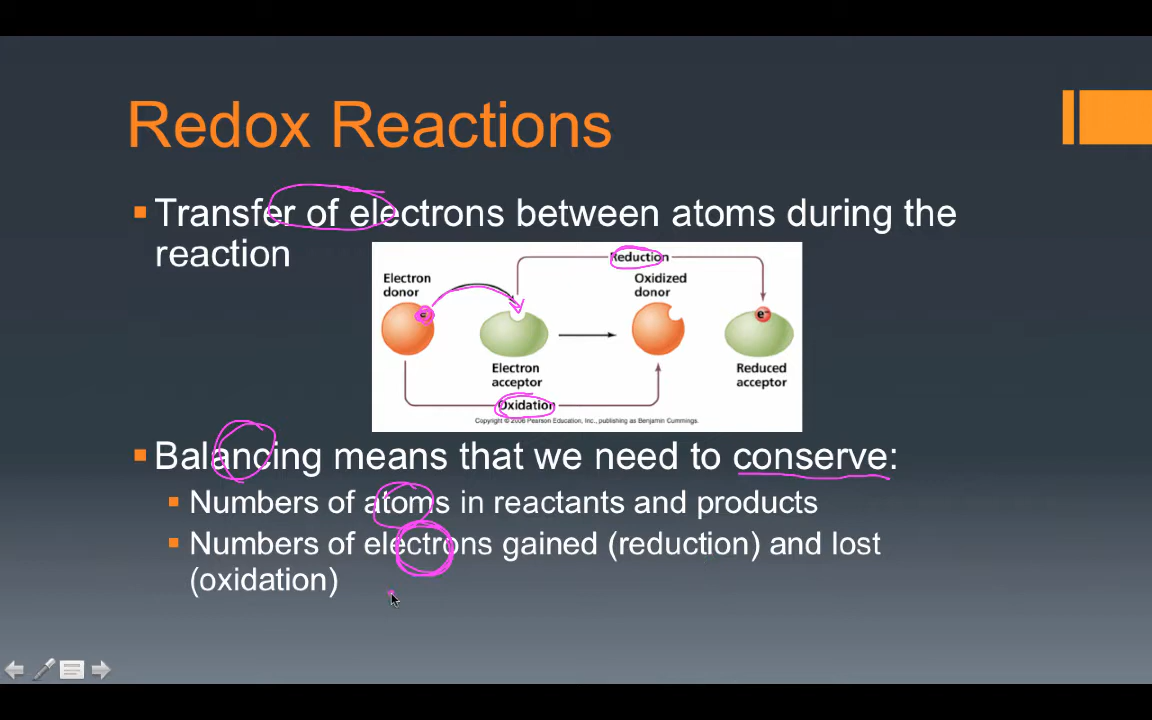 Redox Reactions
Transfer of electrons between atoms during the
reaction
Reduction
Electron
donor
Oxidized
donor
e-
e-
Electron
acceptor
Reduced
acceptor
Oxidation
Copyright © 2006 Pearson Education, Inc., publishing as Benjamin Cummings.
Balancing means that we need to conserve:
Numbers of atoms in reactants and products
Numbers of electrons gained (reduction) and lost
(oxidation)